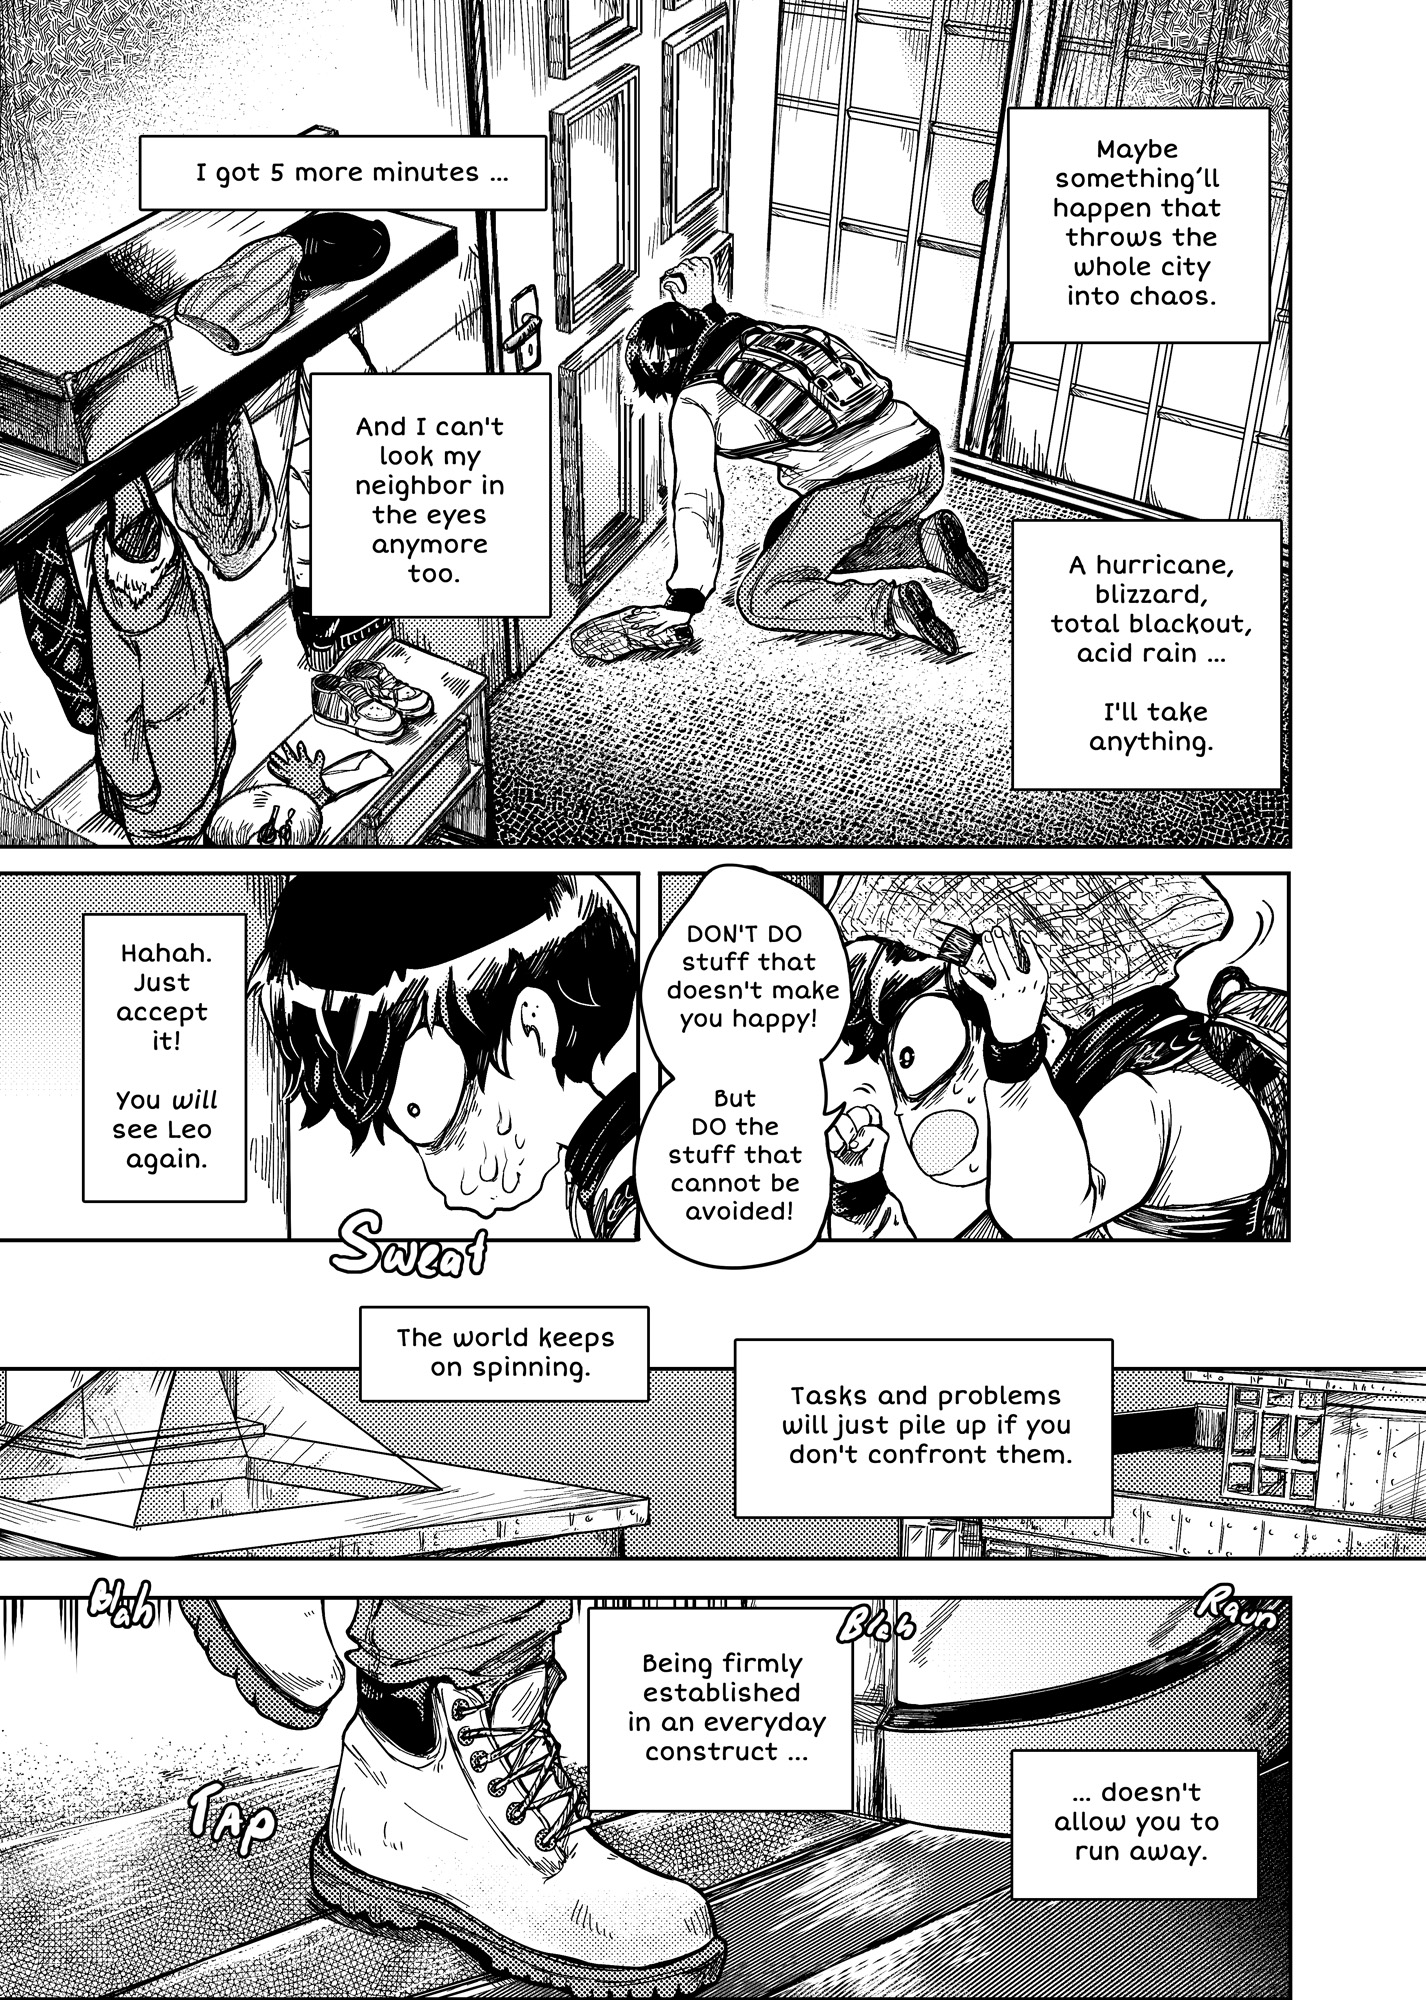 I got 5 more minutes ...
And I can't
look my
neighbor in
the eyes
anymore
too.
Maybe
something'll
happen that
throws the
whole city
into chaos.
A hurricane,
blizzard,
total blackout,
acid rain ...
I'll take
anything.
Hahah.
Just
accept
it!
You will
see Leo
again.
Sweat
DON'T DO
stuff that
doesn't make
you happy!
But
DO the
stuff that
cannot be
avoided!
The world keeps
on spinning.
Tasks and problems
will just pile up if you
don't confront them.
Blah
TAP
Being firmly
established
in an everyday
construct ...
Bleh
Raun
... doesn't
allow you to
run away.